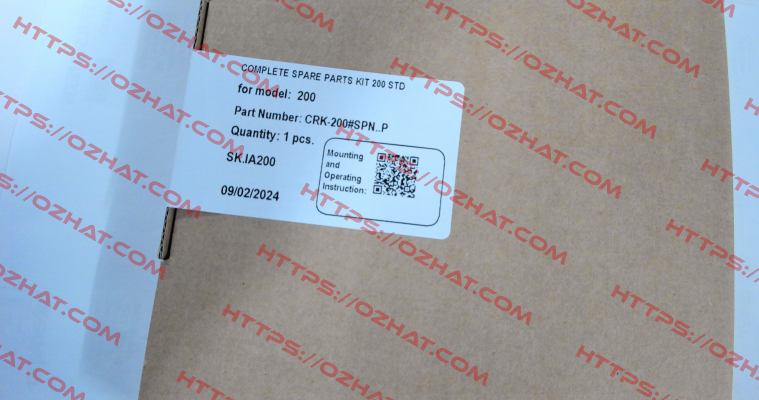 COMPLETE SPARE PARTS KIT 200 STD
for model: 200
Part Number: CRK-200#SPN..P
Quantity: 1 pcs.
SK.IA200
09/02/2024
Mounting
and
Operating
Instruction:
HTTPS://OZHAT.COM